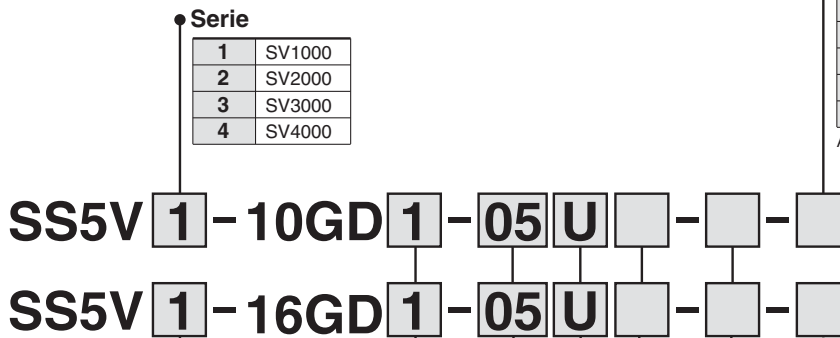 Serie
1 SV1000
2 SV2000
3 SV3000
4 SV4000
SS5V 1 - 10GD 1 - 05 U - -
SS5V 1 - 16GD 1 - 05 U - -